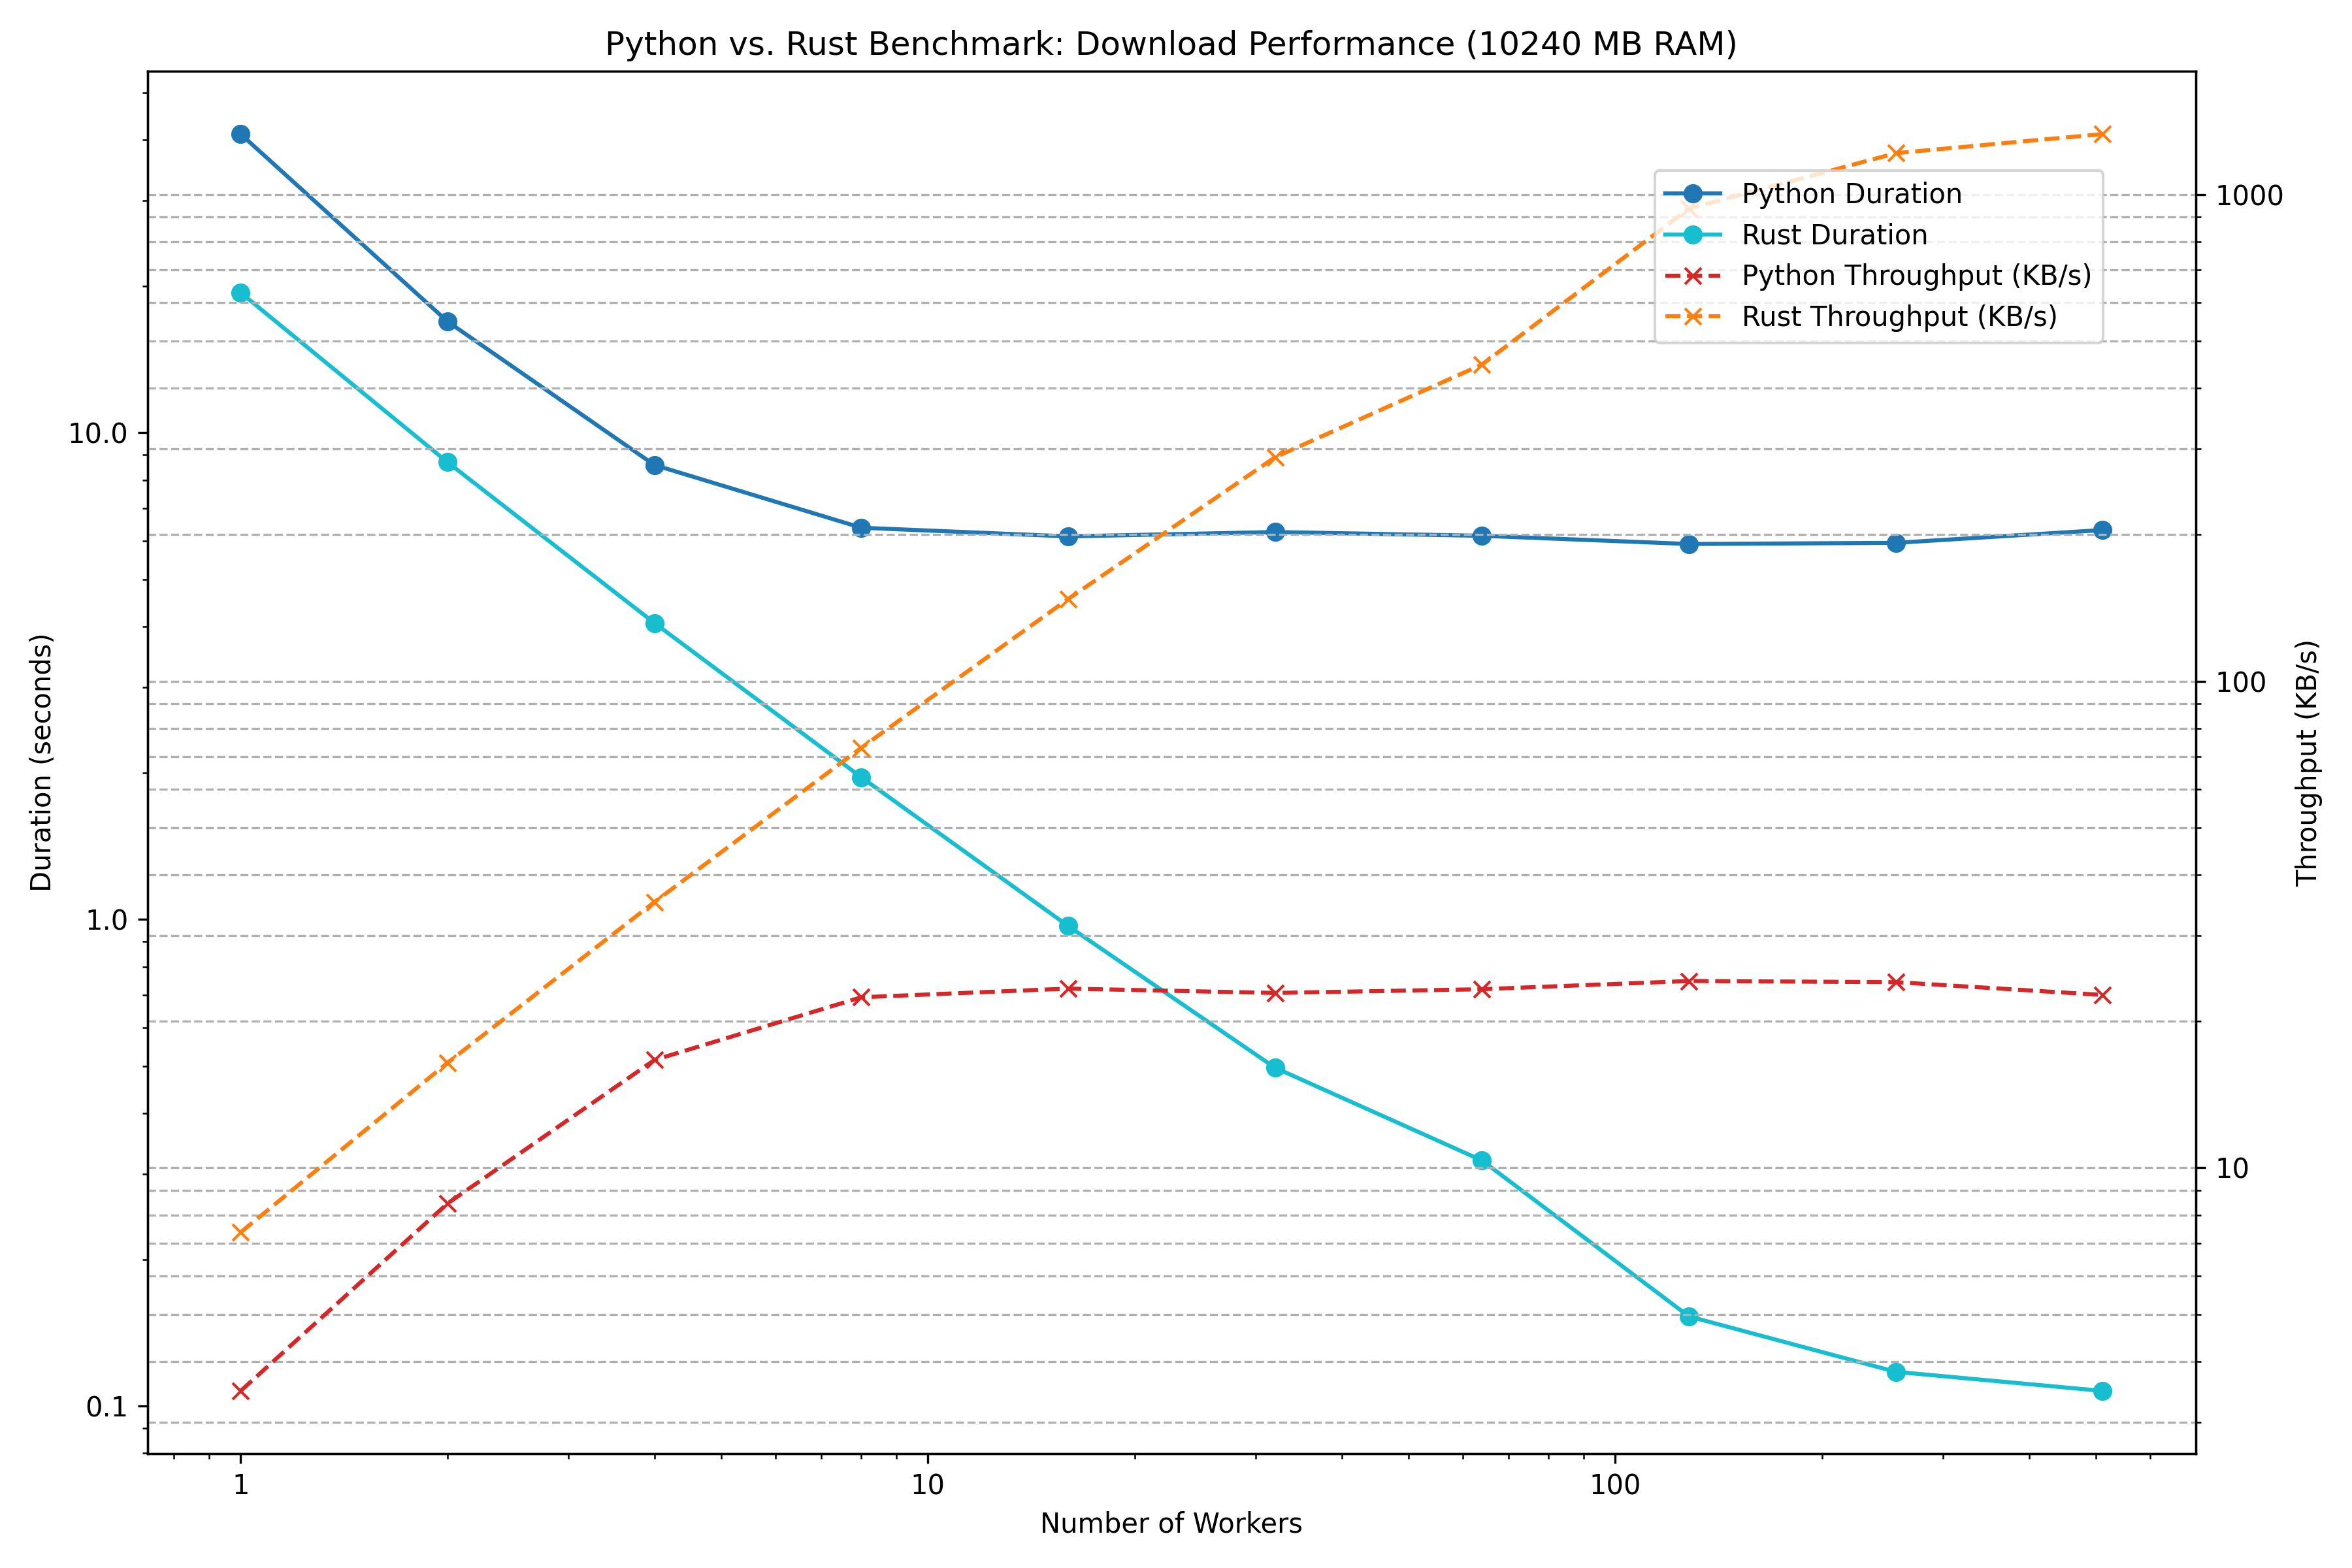 Python vs. Rust Benchmark: Download Performance (10240 MB RAM)
Python Duration
Rust Duration
Python Throughput (KB/s)
Rust Throughput (KB/s)
10.0
1.0
0.1
Duration (seconds)
1000
100
10
Throughput (KB/s)
1
10
100
Number of Workers